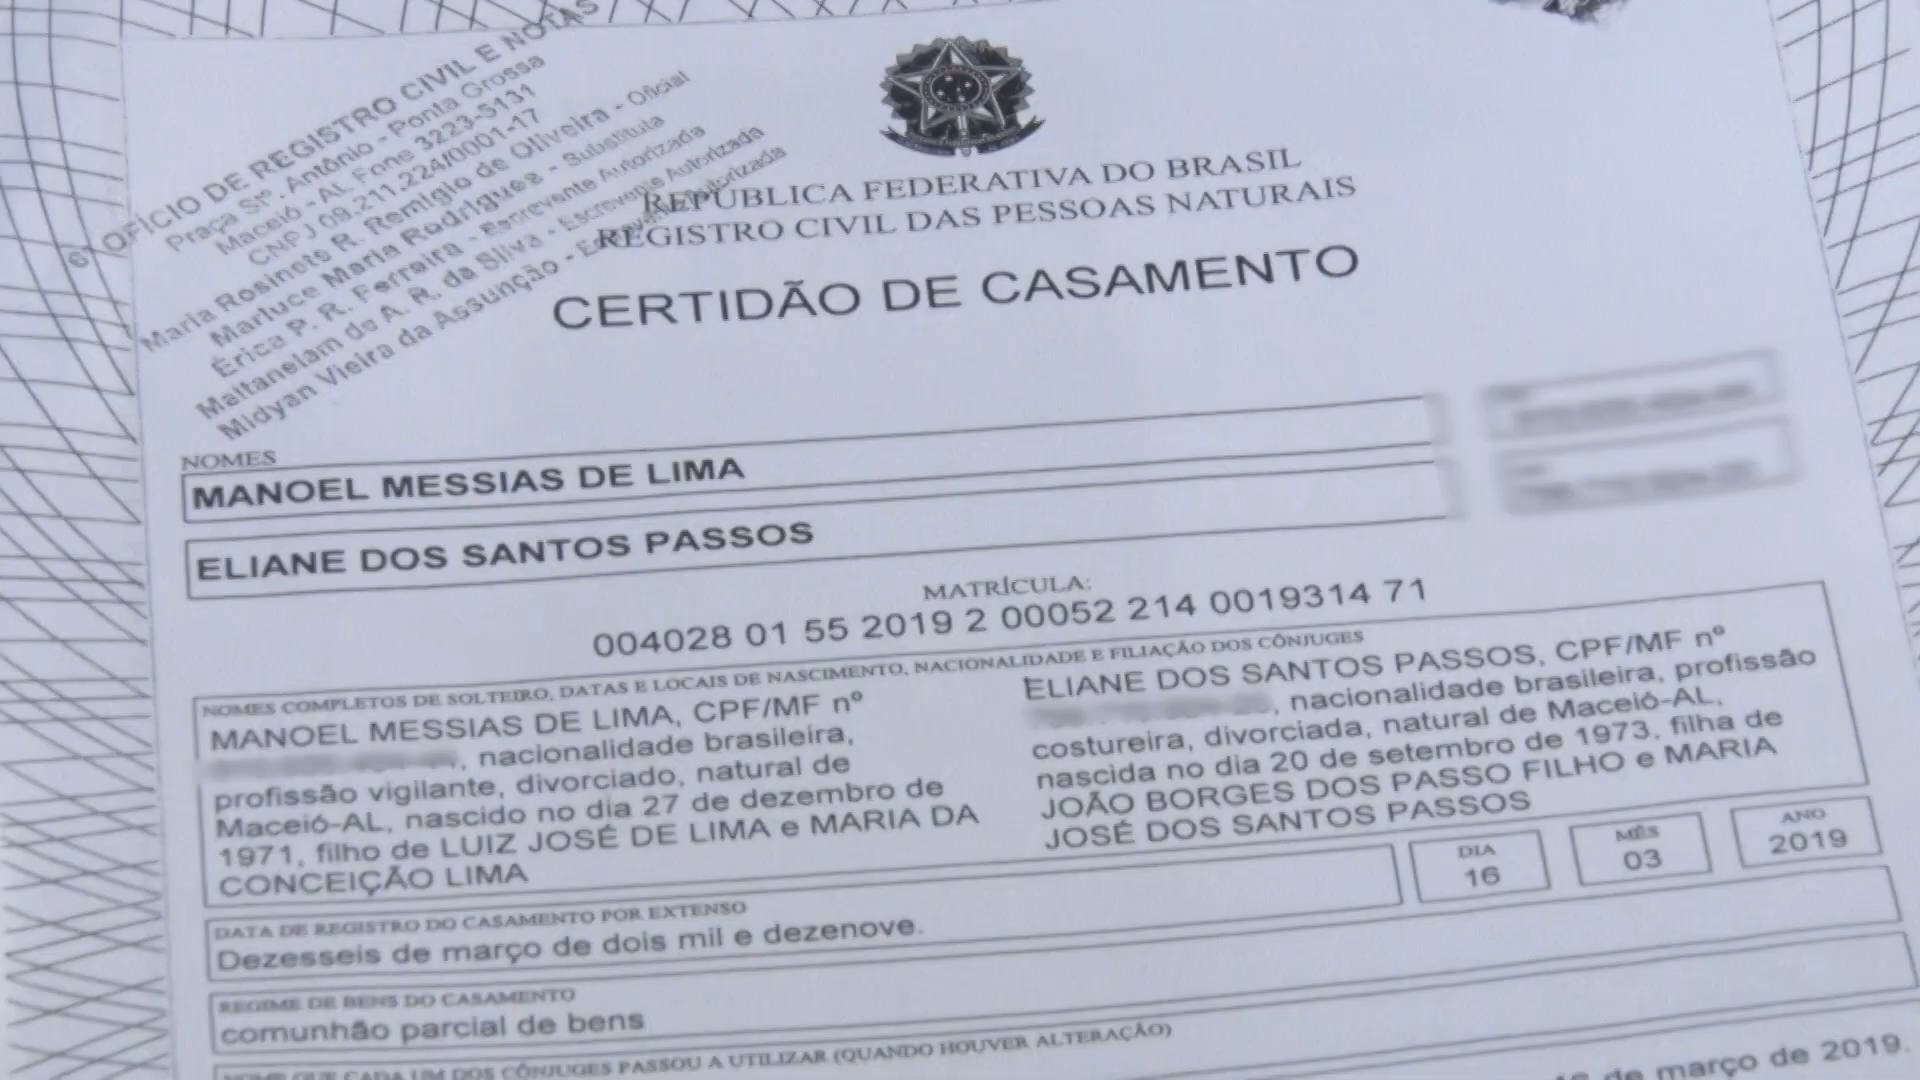 6º OFÍCIO DE REGISTRO CIVIL E NOTAS
Praça Stº. Antônio - Ponta Grossa
Maceió - AL Fone 3223-5131
CNPJ 09.211.224/0001-17
Maria Rosinete R. Remigio de Oliveira - Oficial
Marluce Maria Rodrigues - Substituta
Érica P. R. Ferreira - Escrevente Autorizada
de A. R. da Silva - Escrevente Autorizada
Midyan Vieira da Assunção - Escrevente Autorizada
REPÚBLICA FEDERATIVA DO BRASIL
REGISTRO CIVIL DAS PESSOAS NATURAIS
CERTIDÃO DE CASAMENTO
NOMES
MANOEL MESSIAS DE LIMA
ELIANE DOS SANTOS PASSOS
MATRÍCULA:
004028 01 55 2019 2 00052 214 0019314 71
NOMES COMPLETOS DE SOLTEIRO, DATAS E LOCAIS DE NASCIMENTO, NACIONALIDADE E FILIAÇÃO DOS CÔNJUGES
MANOEL MESSIAS DE LIMA, CPF/MF nº
, nacionalidade brasileira,
profissão vigilante, divorciado, natural de
Maceió-AL, nascido no dia 27 de dezembro de
1971, filho de LUIZ JOSÉ DE LIMA e MARIA DA
CONCEIÇÃO LIMA
ELIANE DOS SANTOS PASSOS, CPF/MF nº
, nacionalidade brasileira, profissão
costureira, divorciada, natural de Maceió-AL,
nascida no dia 20 de setembro de 1973, filha de
JOÃO BORGES DOS PASSO FILHO e MARIA
JOSÉ DOS SANTOS PASSOS
DATA DE REGISTRO DO CASAMENTO POR EXTENSO
Dezesseis de março de dois mil e dezenove.
DIA
16
MÊS
03
ANO
2019
REGIME DE BENS DO CASAMENTO
comunhão parcial de bens
NOME QUE CADA UM DOS CÔNJUGES PASSOU A UTILIZAR (QUANDO HOUVER ALTERAÇÃO)
16 de março de 2019.